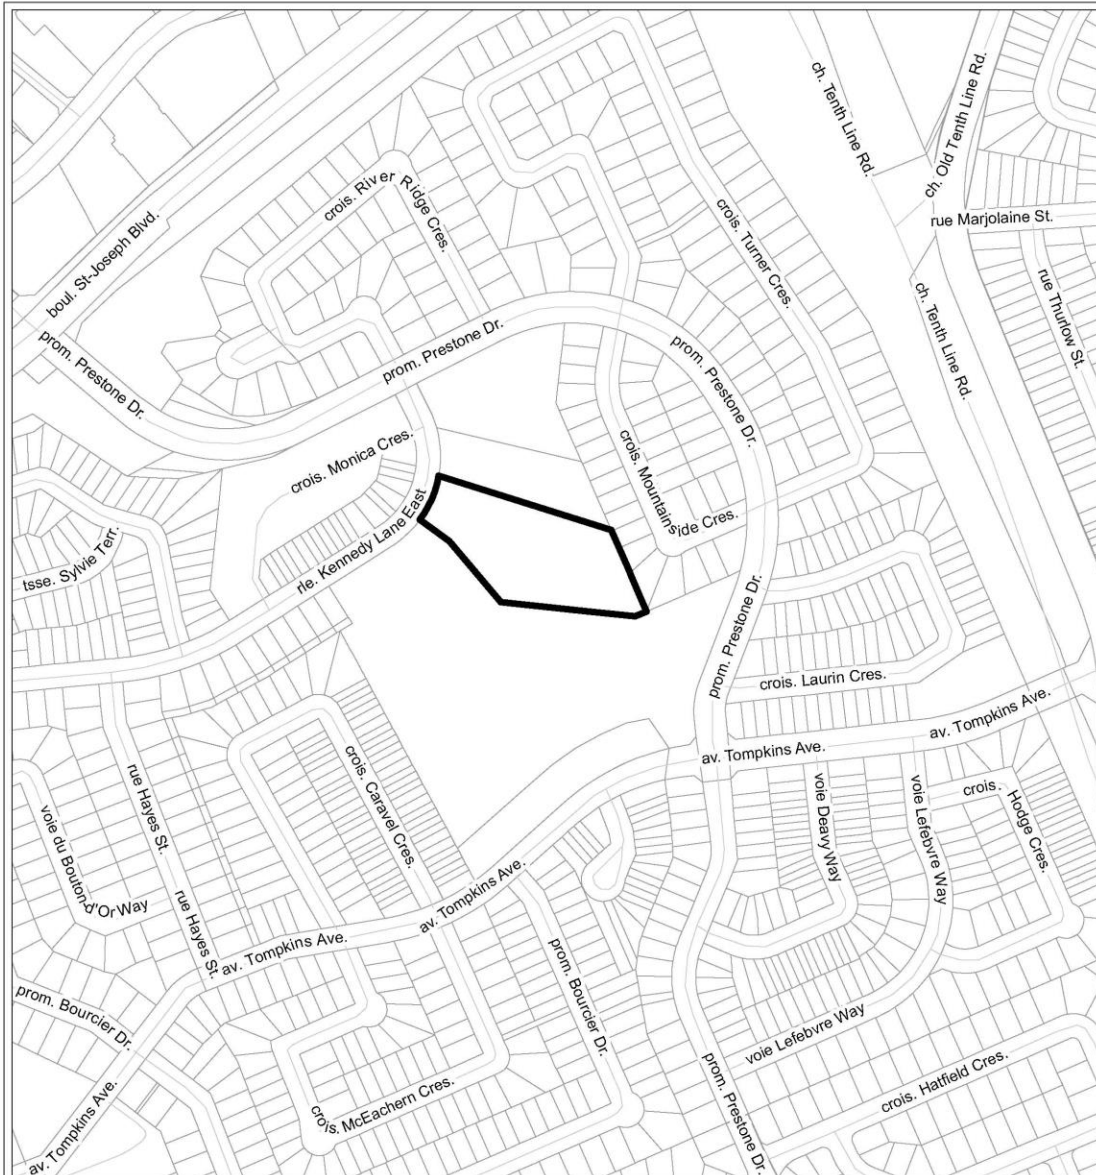 ch. Tenth Line Rd.
ch. Old Tenth Line Rd.
crois. River Ridge Cres.
boul. St-Joseph Blvd.
crois. Turner Cres.
rue Marjolaine St.
rue Thurlow St.
ch. Tenth Line Rd.
prom. Prestone Dr.
prom. Prestone Dr.
prom. Prestone Dr.
crois. Monica Cres.
crois. Mountainside Cres.
rle. Kennedy Lane East
tsse. Sylvie Terr.
prom. Prestone Dr.
crois. Laurin Cres.
av. Tompkins Ave.
av. Tompkins Ave.
crois. Caravel Cres.
rue Hayes St.
voie du Bouton-d'Or Way
voie Deavy Way
voie Lefebvre Way
crois. Hodge Cres.
rue Hayes St.
av. Tompkins Ave.
av. Tompkins Ave.
prom. Bourcier Dr.
prom. Bourcier Dr.
voie Lefebvre Way
crois. Hatfield Cres.
crois. McEachern Cres.
av. Tompkins Ave.
prom. Prestone Dr.